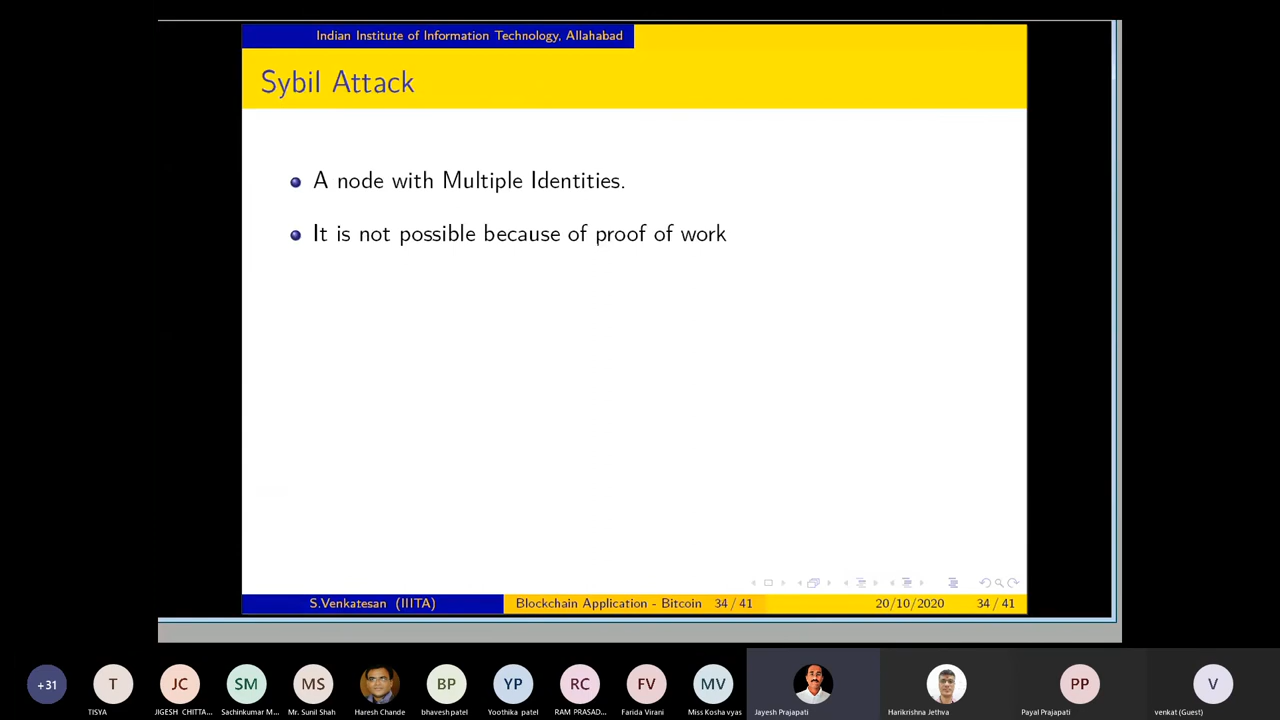 Indian Institute of Information Technology, Allahabad
Sybil Attack
A node with Multiple Identities.
It is not possible because of proof of work
S.Venkatesan (IIITA)
Blockchain Application - Bitcoin 34 / 41
20/10/2020
34 / 41
+31
T
JC
SM
MS
BP
YP
RC
FV
MV
PP
V
TISYA
JIGESH CHITTA...
Sachinkumar M...
Mr. Sunil Shah
Haresh Chande
bhavesh patel
Yoothika patel
RAM PRASAD...
Farida Virani
Miss Kosha vyas
Jayesh Prajapati
Harikrishna Jethva
Payal Prajapati
venkat (Guest)